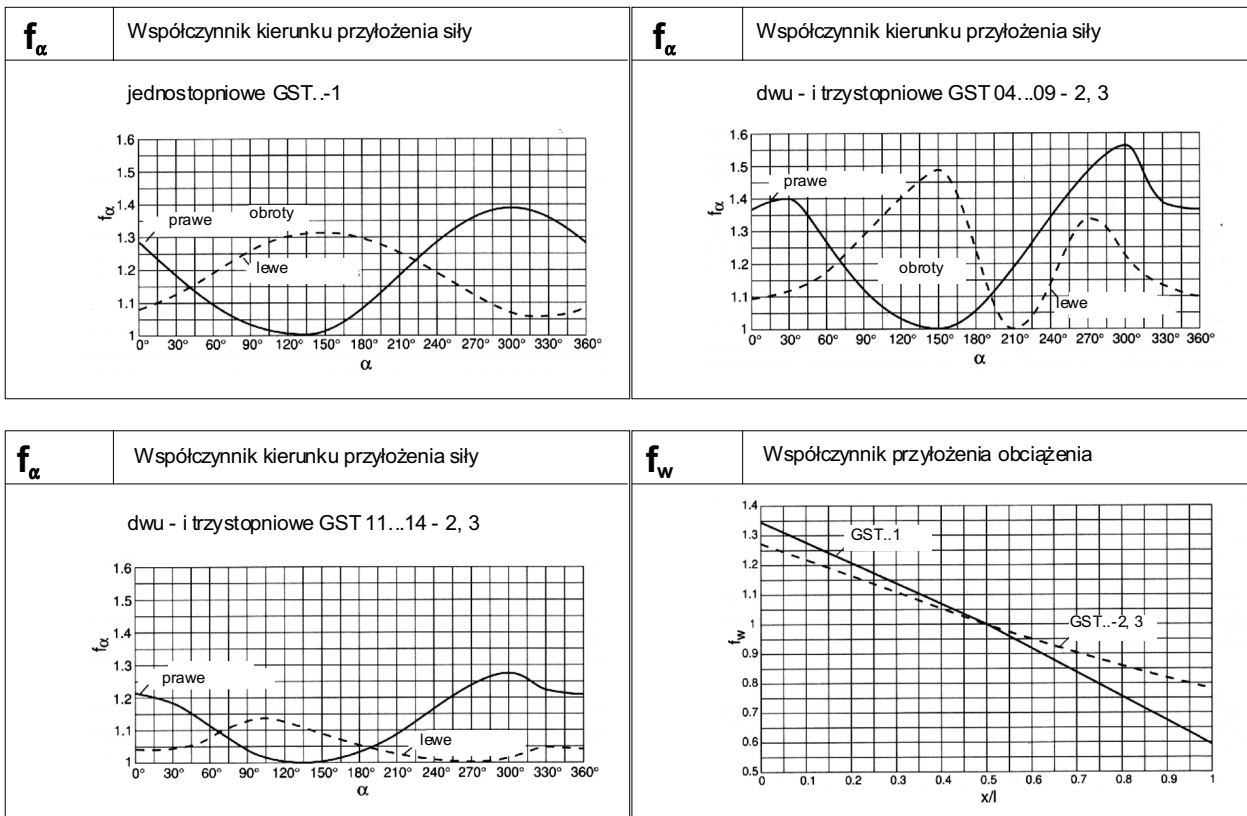 fα
Współczynnik kierunku przyłożenia siły
jednostopniowe GST..-1
1.6
1.5
1.4
1.3
1.2
1.1
1
fα
prawe
obroty
lewe
0° 30° 60° 90° 120° 150° 180° 210° 240° 270° 300° 330° 360°
α
fα
Współczynnik kierunku przyłożenia siły
dwu - i trzystopniowe GST 04...09 - 2, 3
1.6
1.5
1.4
1.3
1.2
1.1
1
fα
prawe
obroty
lewe
0° 30° 60° 90° 120° 150° 180° 210° 240° 270° 300° 330° 360°
α
fα
Współczynnik kierunku przyłożenia siły
dwu - i trzystopniowe GST 11...14 - 2, 3
1.6
1.5
1.4
1.3
1.2
1.1
1
fα
prawe
lewe
0° 30° 60° 90° 120° 150° 180° 210° 240° 270° 300° 330° 360°
α
fw
Współczynnik przyłożenia obciążenia
1.4
1.3
1.2
1.1
1
0.9
0.8
0.7
0.6
0.5
fw
GST..1
GST..-2, 3
0 0.1 0.2 0.3 0.4 0.5 0.6 0.7 0.8 0.9 1
x/l